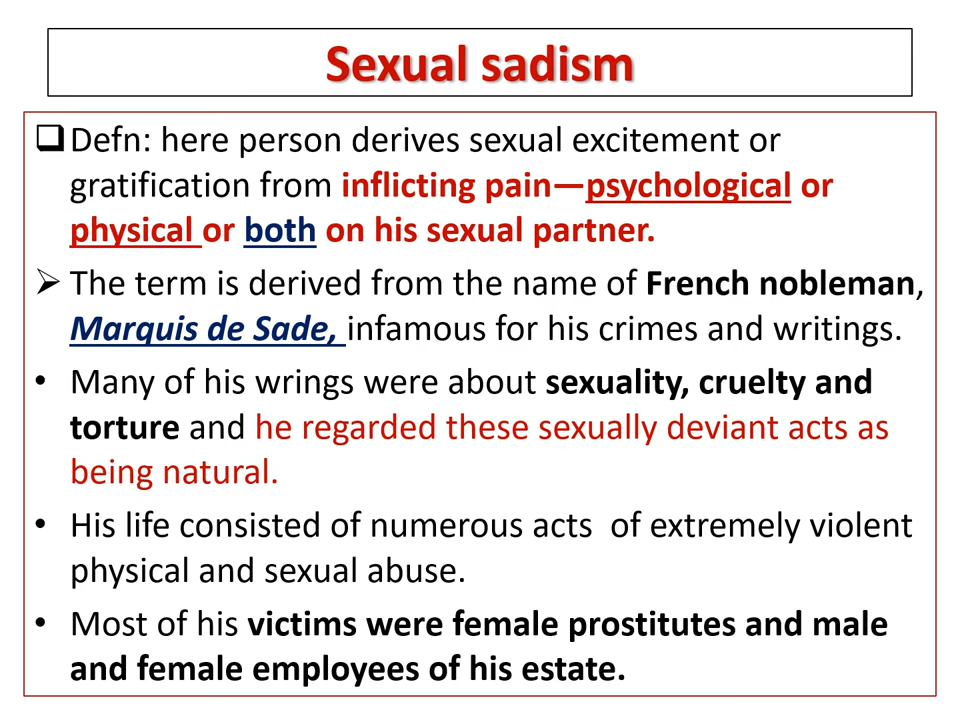 Sexual sadism
Defn: here person derives sexual excitement or
gratification from inflicting pain—psychological or
physical or both on his sexual partner.
The term is derived from the name of French nobleman,
Marquis de Sade, infamous for his crimes and writings.
• Many of his wrings were about sexuality, cruelty and
torture and he regarded these sexually deviant acts as
being natural.
• His life consisted of numerous acts  of extremely violent
physical and sexual abuse.
• Most of his victims were female prostitutes and male
and female employees of his estate.